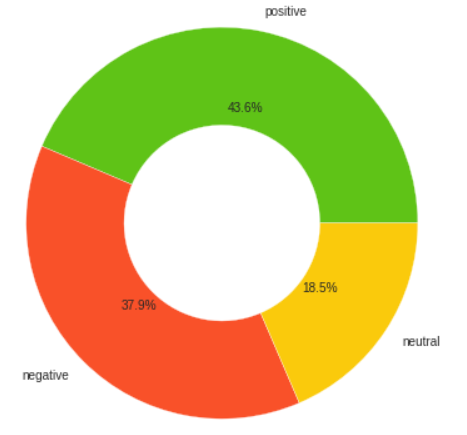 positive
43.6%
18.5%
37.9%
neutral
negative